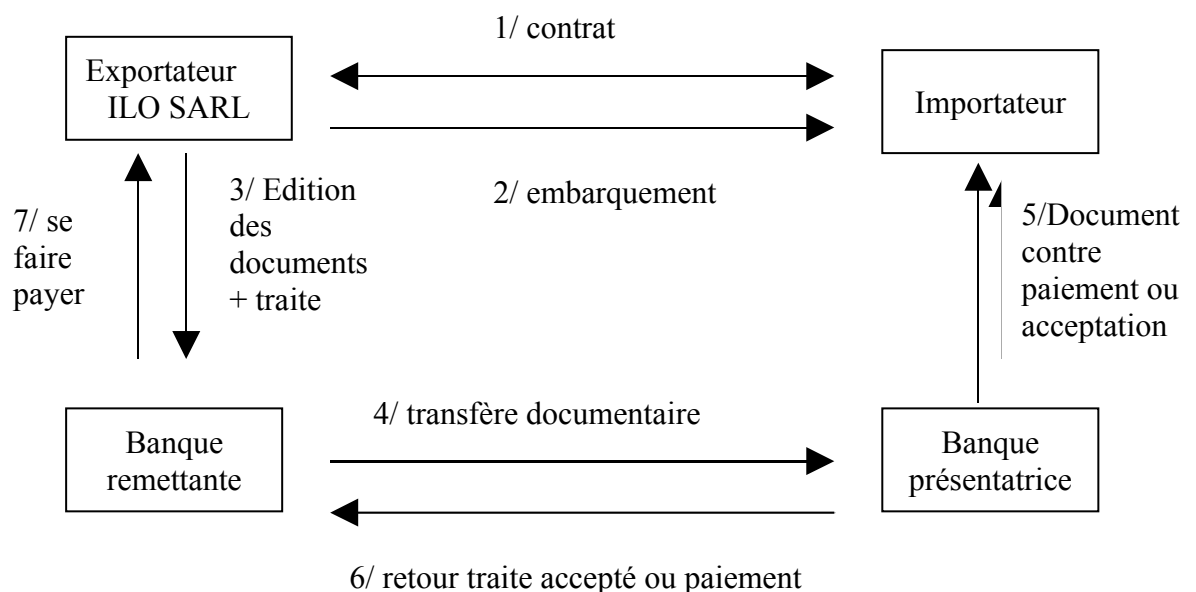 1/ contrat
Exportateur
ILO SARL
Importateur
2/ embarquement
3/ Edition
des
documents
+ traite
7/ se
faire
payer
5/Document
contre
paiement ou
acceptation
4/ transfère documentaire
Banque
remettante
Banque
présentatrice
6/ retour traite accepté ou paiement